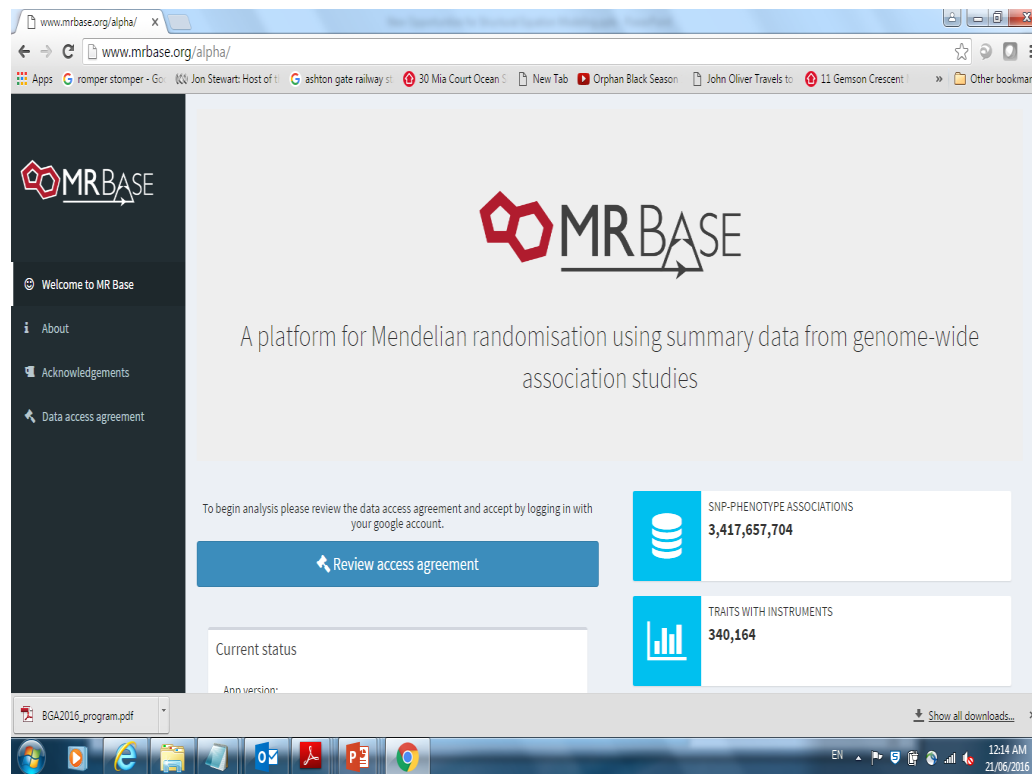 www.mrbase.org/alpha/
www.mrbase.org/alpha/
Apps
romper stomper - Go
Jon Stewart: Host of t
ashton gate railway st
30 Mia Court Ocean S
New Tab
Orphan Black Season
John Oliver Travels to
11 Gemson Crescent
»
Other bookmar
MRBASE
MRBASE
Welcome to MR Base
About
Acknowledgements
Data access agreement
A platform for Mendelian randomisation using summary data from genome-wide
association studies
To begin analysis please review the data access agreement and accept by logging in with
your google account.
Review access agreement
SNP-PHENOTYPE ASSOCIATIONS
3,417,657,704
TRAITS WITH INSTRUMENTS
340,164
Current status
App version:
BGA2016_program.pdf
Show all downloads...
EN
12:14 AM
21/06/2016